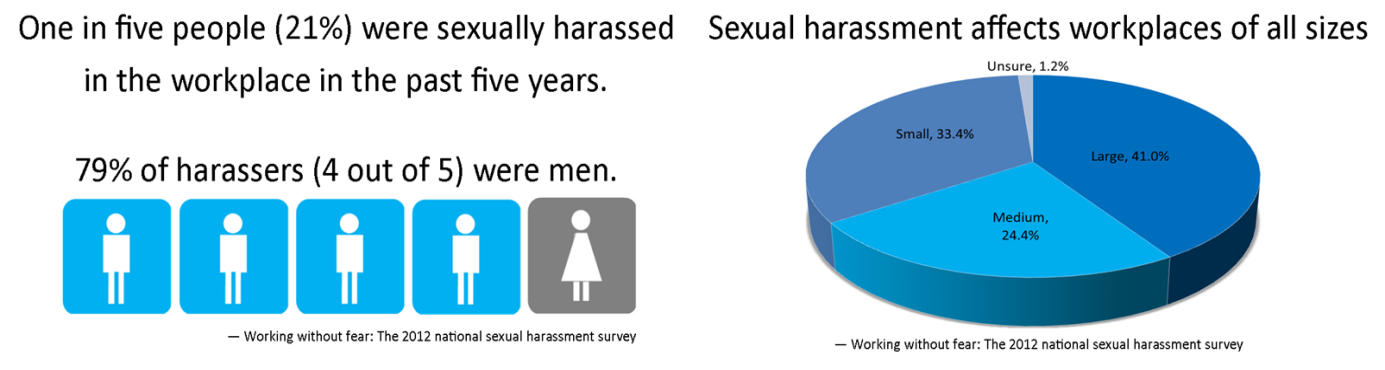 One in five people (21%) were sexually harassed
in the workplace in the past five years.
79% of harassers (4 out of 5) were men.
— Working without fear: The 2012 national sexual harassment survey
Sexual harassment affects workplaces of all sizes
Unsure, 1.2%
Small, 33.4%
Large, 41.0%
Medium,
24.4%
— Working without fear: The 2012 national sexual harassment survey